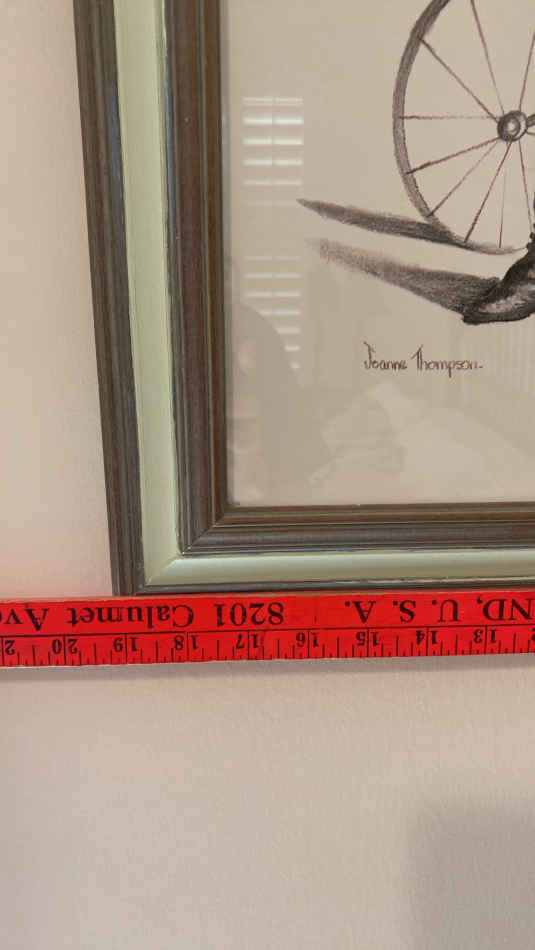 Jeanne Thompson.
ND, U. S. A. 8201 Calumet Av
13 14 15 16 17 18 19 20